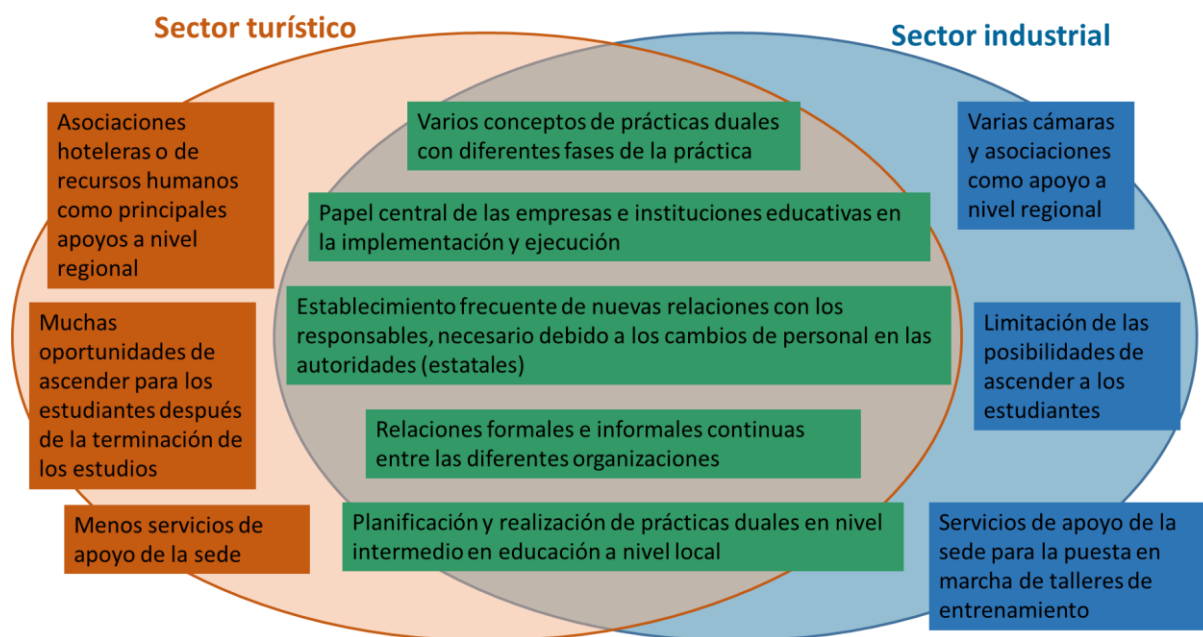 Sector turístico
Sector industrial
Asociaciones
hoteleras o de
recursos humanos
como principales
apoyos a nivel
regional
Muchas
oportunidades de
ascender para los
estudiantes después
de la terminación de
los estudios
Menos servicios de
apoyo de la sede
Varios conceptos de prácticas duales
con diferentes fases de la práctica
Papel central de las empresas e instituciones educativas en
la implementación y ejecución
Establecimiento frecuente de nuevas relaciones con los
responsables, necesario debido a los cambios de personal en las
autoridades (estatales)
Relaciones formales e informales continuas
entre las diferentes organizaciones
Planificación y realización de prácticas duales en nivel
intermedio en educación a nivel local
Varias cámaras
y asociaciones
como apoyo a
nivel regional
Limitación de las
posibilidades de
ascender a los
estudiantes
Servicios de apoyo de la
sede para la puesta en
marcha de talleres de
entrenamiento